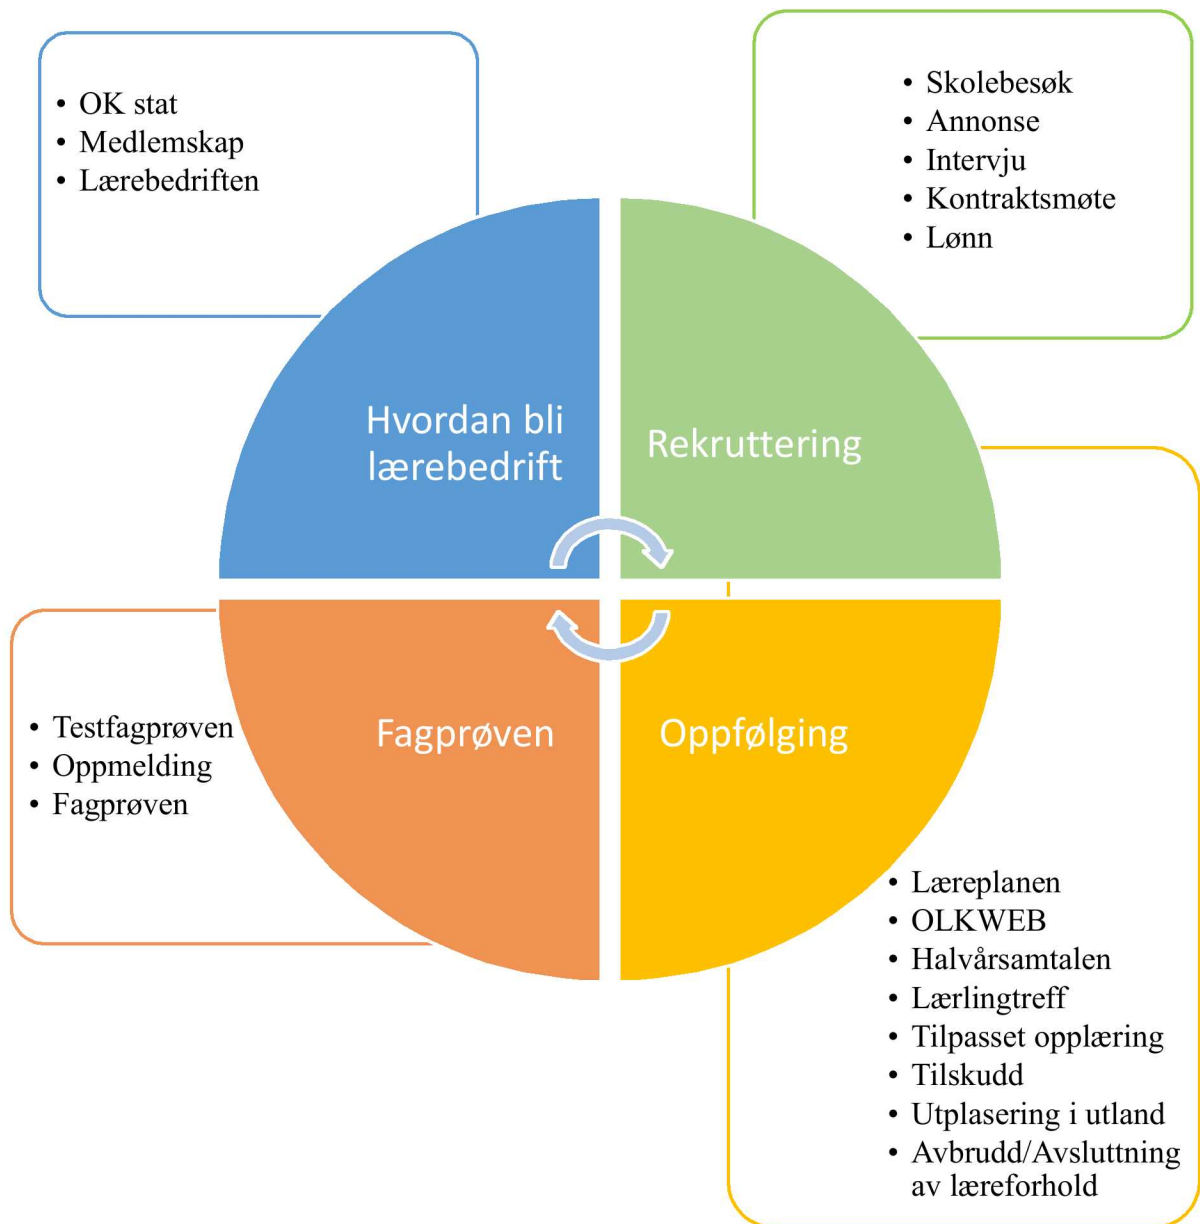 • OK stat
• Medlemskap
• Lærebedriften
• Skolebesøk
• Annonse
• Intervju
• Kontraktsmøte
• Lønn
Hvordan bli
lærebedrift
Rekruttering
Fagprøven
Oppfølging
• Testfagprøven
• Oppmelding
• Fagprøven
• Læreplanen
• OLKWEB
• Halvårsamtalen
• Lærlingtreff
• Tilpasset opplæring
• Tilskudd
• Utplasering i utland
• Avbrudd/Avsluttning
av læreforhold